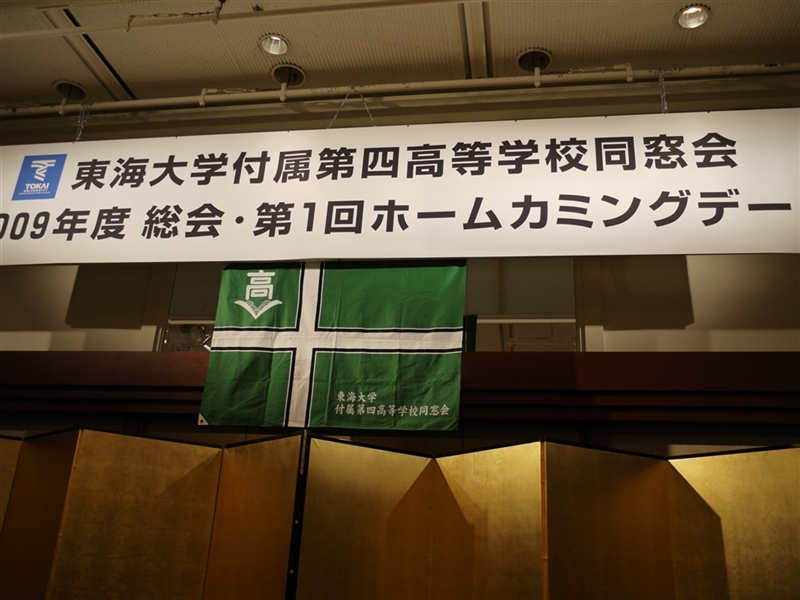 TOKAI
東海大学付属第四高等学校同窓会
009年度 総会・第1回ホームカミングデー
高
東海大学
付属第四高等学校同窓会